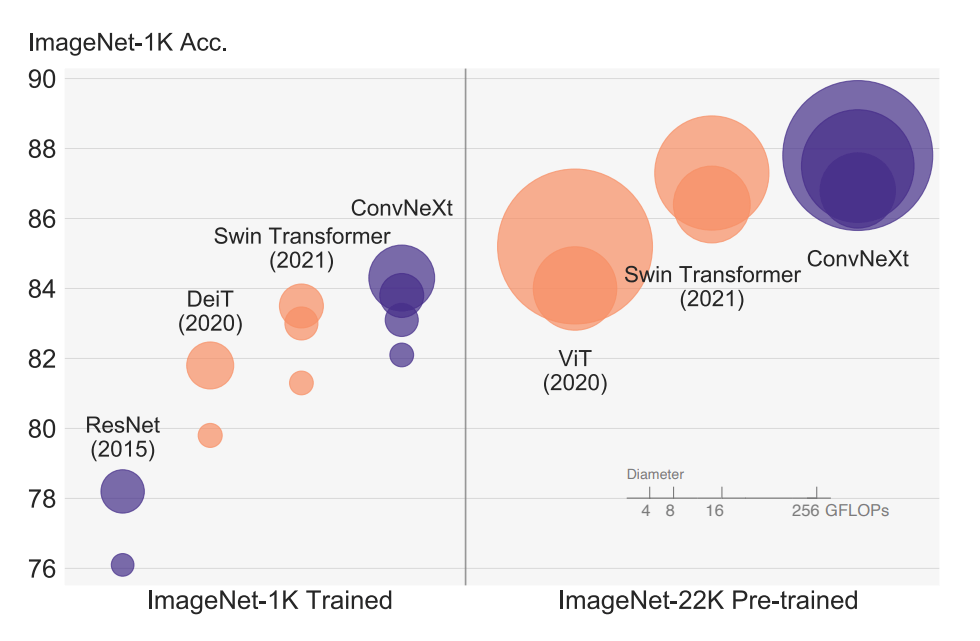 ImageNet-1K Acc.
90
88
86
84
82
80
78
76
ResNet
(2015)
DeiT
(2020)
Swin Transformer
(2021)
ConvNeXt
ViT
(2020)
Swin Transformer
(2021)
ConvNeXt
Diameter
4 8 16 256 GFLOPs
ImageNet-1K Trained
ImageNet-22K Pre-trained